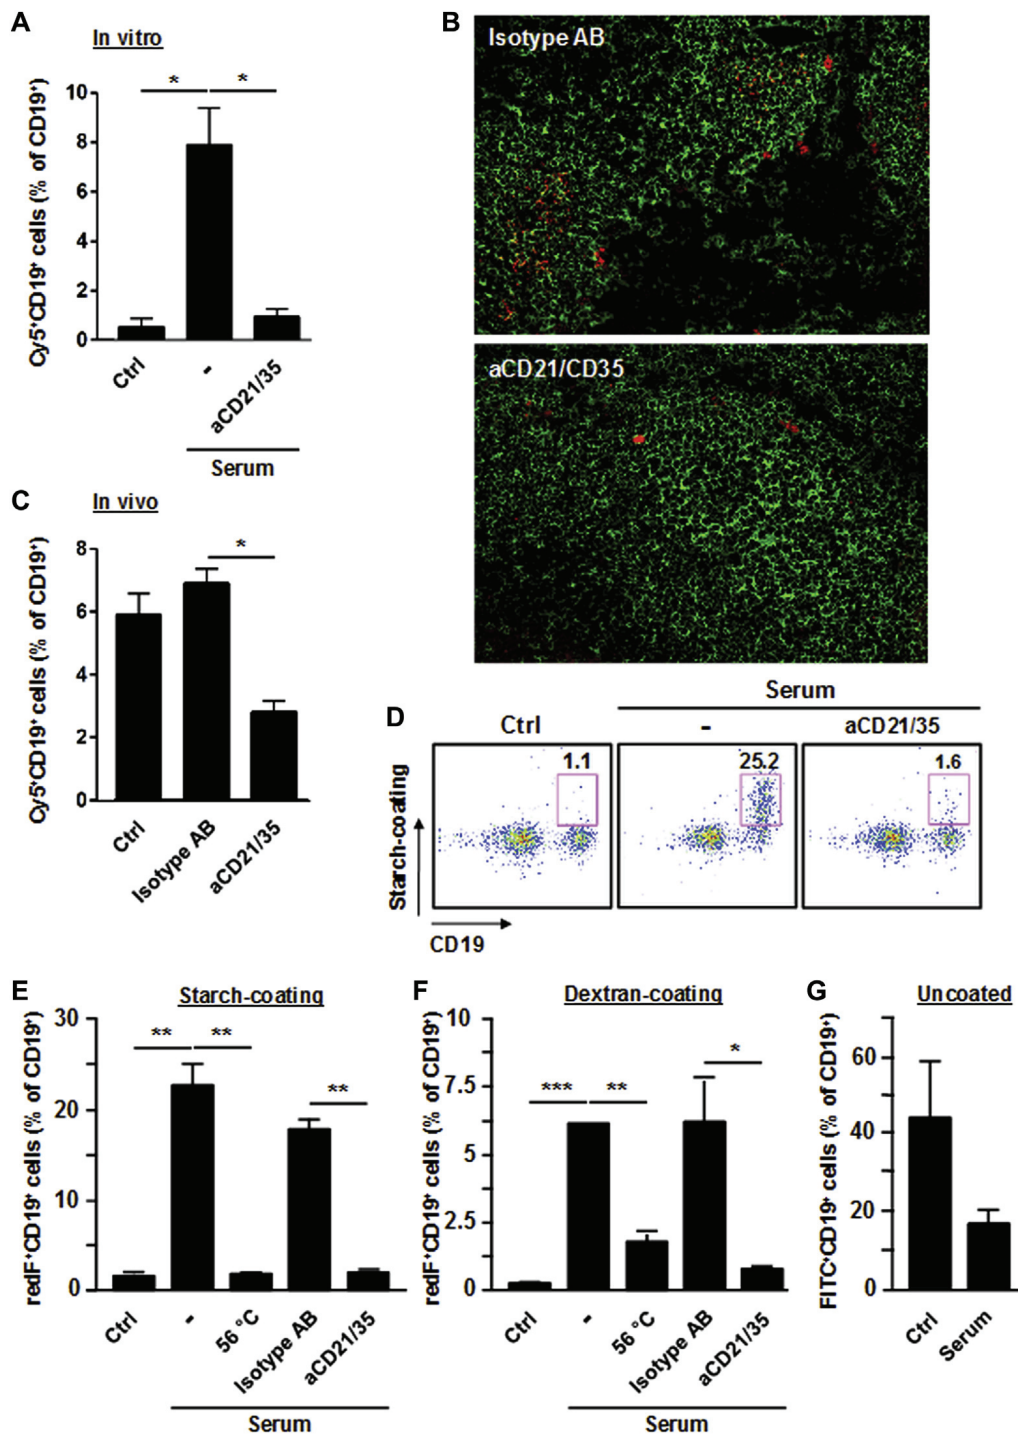 A
In vitro
Cy5⁺CD19⁺ cells (% of CD19⁺)
10
8
6
4
2
0
Ctrl
-
aCD21/35
Serum
* *
B
Isotype AB
aCD21/CD35
C
In vivo
Cy5⁺CD19⁺ cells (% of CD19⁺)
8
6
4
2
0
*
Ctrl
Isotype AB
aCD21/35
D
Serum
Ctrl - aCD21/35
1.1 25.2 1.6
Starch-coating
CD19
E
Starch-coating
redF⁺CD19⁺ cells (% of CD19⁺)
30
20
10
0
** ** **
Ctrl
-
56 °C
Isotype AB
aCD21/35
Serum
F
Dextran-coating
redF⁺CD19⁺ cells (% of CD19⁺)
10
7.5
5
2.5
0
*** ** *
Ctrl
-
56 °C
Isotype AB
aCD21/35
Serum
G
Uncoated
FITC⁺CD19⁺ cells (% of CD19⁺)
60
40
20
0
Ctrl
Serum